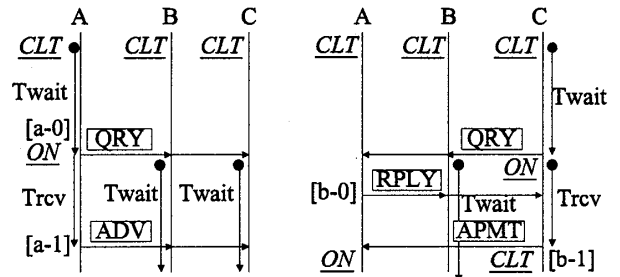 A B C A B C
CLT CLT CLT CLT CLT CLT
Twait Twait
[a-0] QRY QRY
ON ON
Trcv Twait Twait [b-0] RPLY Twait Trcv
[a-1] ADV APMT
ON CLT [b-1]